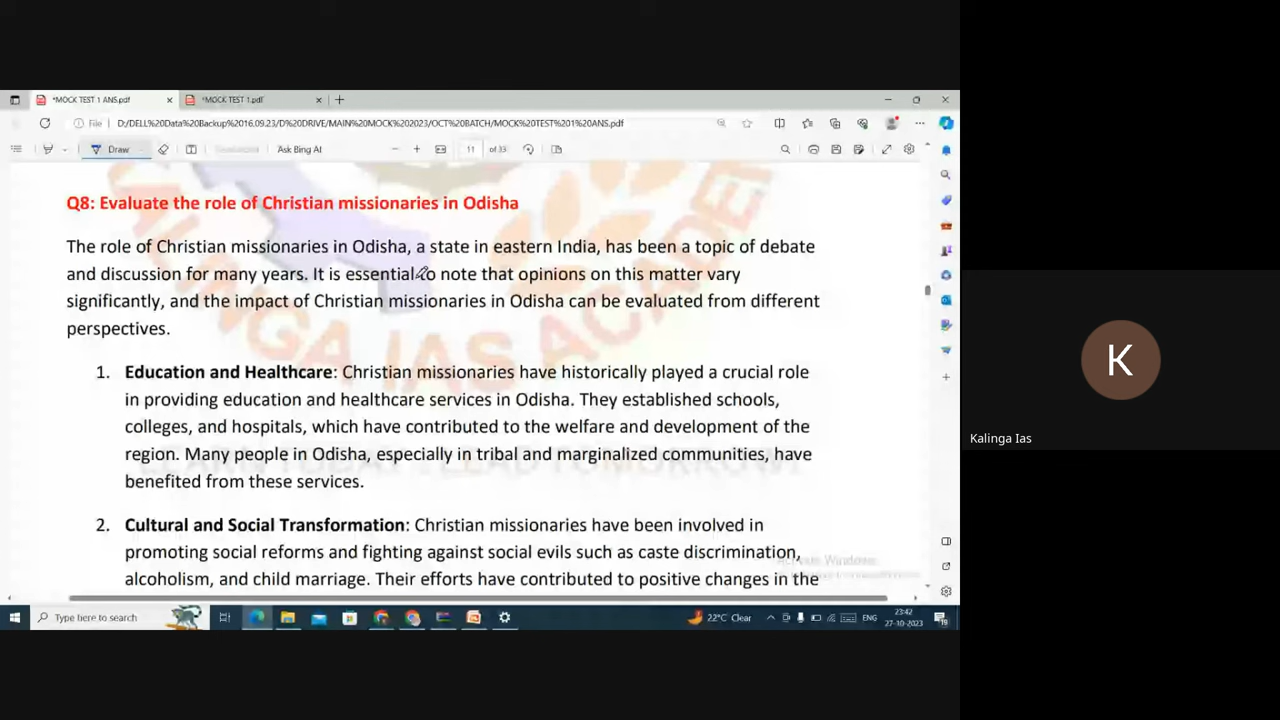 *MOCK TEST 1 ANS.pdf
*MOCK TEST 1.pdf
File
D:/DELL%20Data%20Backup%2016.09.23/D%20DRIVE/MAIN%20MOCK%202023/OCT%20BATCH/MOCK%20TEST%201%20ANS.pdf
Draw
Ask Bing AI
11 of 33
Q8: Evaluate the role of Christian missionaries in Odisha
The role of Christian missionaries in Odisha, a state in eastern India, has been a topic of debate
and discussion for many years. It is essential to note that opinions on this matter vary
significantly, and the impact of Christian missionaries in Odisha can be evaluated from different
perspectives.
1. Education and Healthcare: Christian missionaries have historically played a crucial role
in providing education and healthcare services in Odisha. They established schools,
colleges, and hospitals, which have contributed to the welfare and development of the
region. Many people in Odisha, especially in tribal and marginalized communities, have
benefited from these services.
2. Cultural and Social Transformation: Christian missionaries have been involved in
promoting social reforms and fighting against social evils such as caste discrimination,
alcoholism, and child marriage. Their efforts have contributed to positive changes in the
Activate Windows
Type here to search
22°C Clear
ENG
23:42
27-10-2023
K
Kalinga Ias